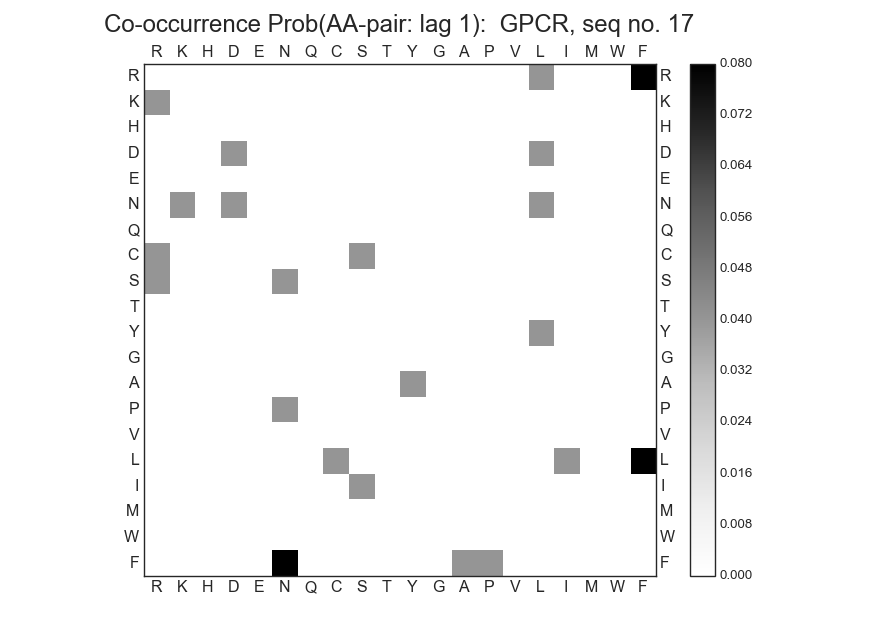 Co-occurrence Prob(AA-pair: lag 1):  GPCR, seq no. 17
R K H D E N Q C S T Y G A P V L I M W F
R R 0.080
K K 0.072
H H
D D 0.064
E E
N N 0.056
Q Q
C C 0.048
S S
T T 0.040
Y Y
G G 0.032
A A
P P 0.024
V V
L L 0.016
I I
M M 0.008
W W
F F 0.000
R K H D E N Q C S T Y G A P V L I M W F